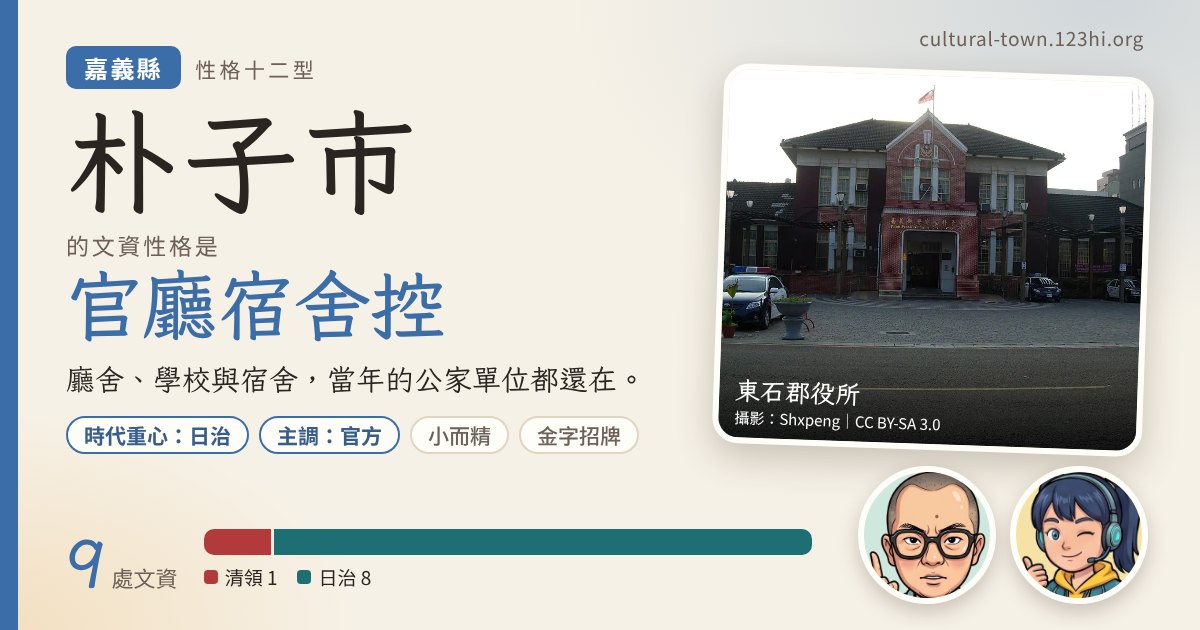 cultural-town.123hi.org
嘉義縣 性格十二型
朴子市
的文資性格是
官廳宿舍控
廳舍、學校與宿舍，當年的公家單位都還在。
時代重心：日治 主調：官方 小而精 金字招牌
東石郡役所
攝影：Shxpeng｜CC BY-SA 3.0
9 處文資
清領 1 日治 8